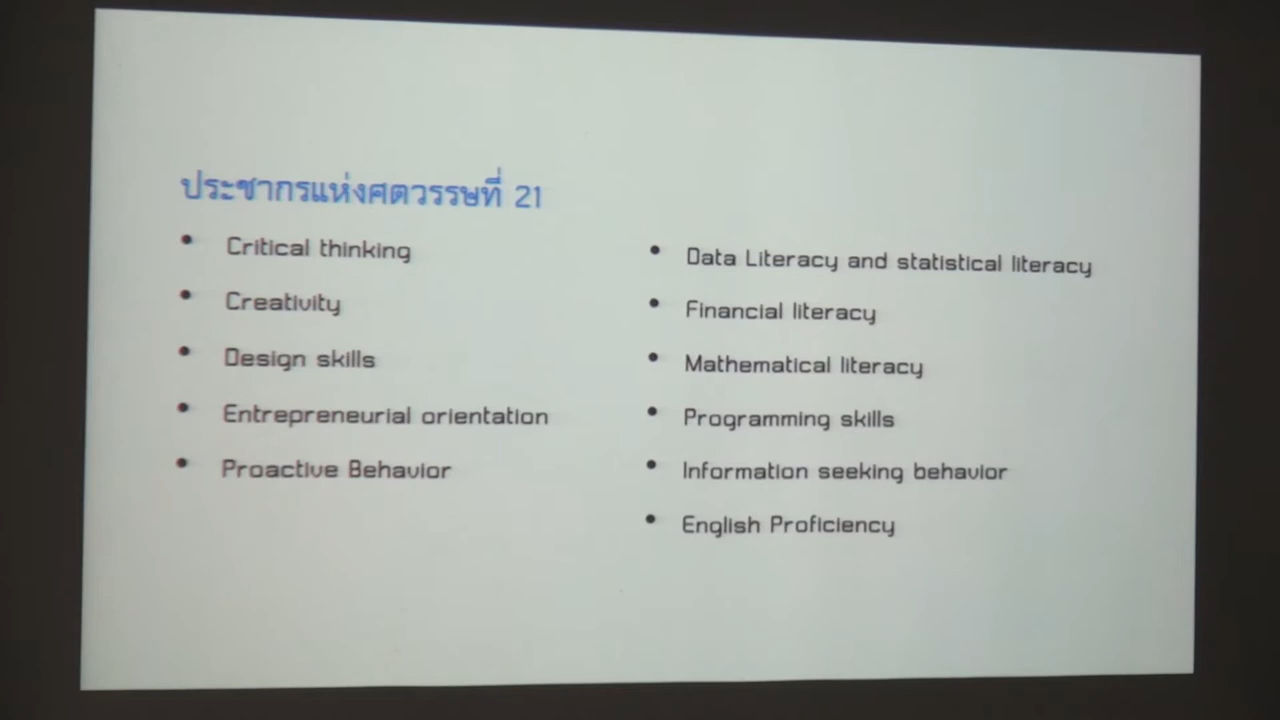 ประชากรแห่งศตวรรษที่ 21
• Critical thinking
• Creativity
• Design skills
• Entrepreneurial orientation
• Proactive Behavior
• Data Literacy and statistical literacy
• Financial literacy
• Mathematical literacy
• Programming skills
• Information seeking behavior
• English Proficiency